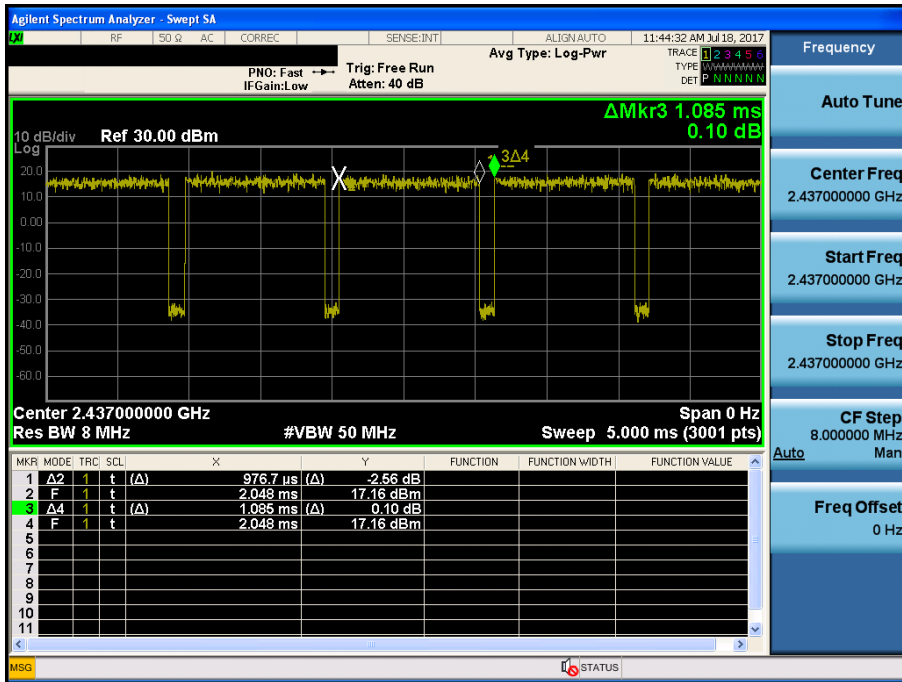 Agilent Spectrum Analyzer - Swept SA
LXI RF 50 Ω AC CORREC SENSE:INT ALIGN AUTO 11:44:32 AM Jul 18, 2017
Frequency
Avg Type: Log-Pwr
TRACE 1 2 3 4 5 6
PNO: Fast Trig: Free Run
TYPE WWWWWW
IFGain:Low Atten: 40 dB
DET P N N N N N
Auto Tune
ΔMkr3 1.085 ms
0.10 dB
10 dB/div Ref 30.00 dBm
Log
3Δ4
20.0
10.0
0.00
-10.0
-20.0
-30.0
-40.0
-50.0
-60.0
X
Center Freq
2.437000000 GHz
Start Freq
2.437000000 GHz
Stop Freq
2.437000000 GHz
Center 2.437000000 GHz Span 0 Hz
Res BW 8 MHz #VBW 50 MHz Sweep 5.000 ms (3001 pts)
CF Step
8.000000 MHz
Auto Man
MKR MODE TRC SCL X Y FUNCTION FUNCTION WIDTH FUNCTION VALUE
1 Δ2 1 t (Δ) 976.7 µs (Δ) -2.56 dB
2 F 1 t 2.048 ms 17.16 dBm
3 Δ4 1 t (Δ) 1.085 ms (Δ) 0.10 dB
4 F 1 t 2.048 ms 17.16 dBm
5
6
7
8
9
10
11
Freq Offset
0 Hz
MSG STATUS